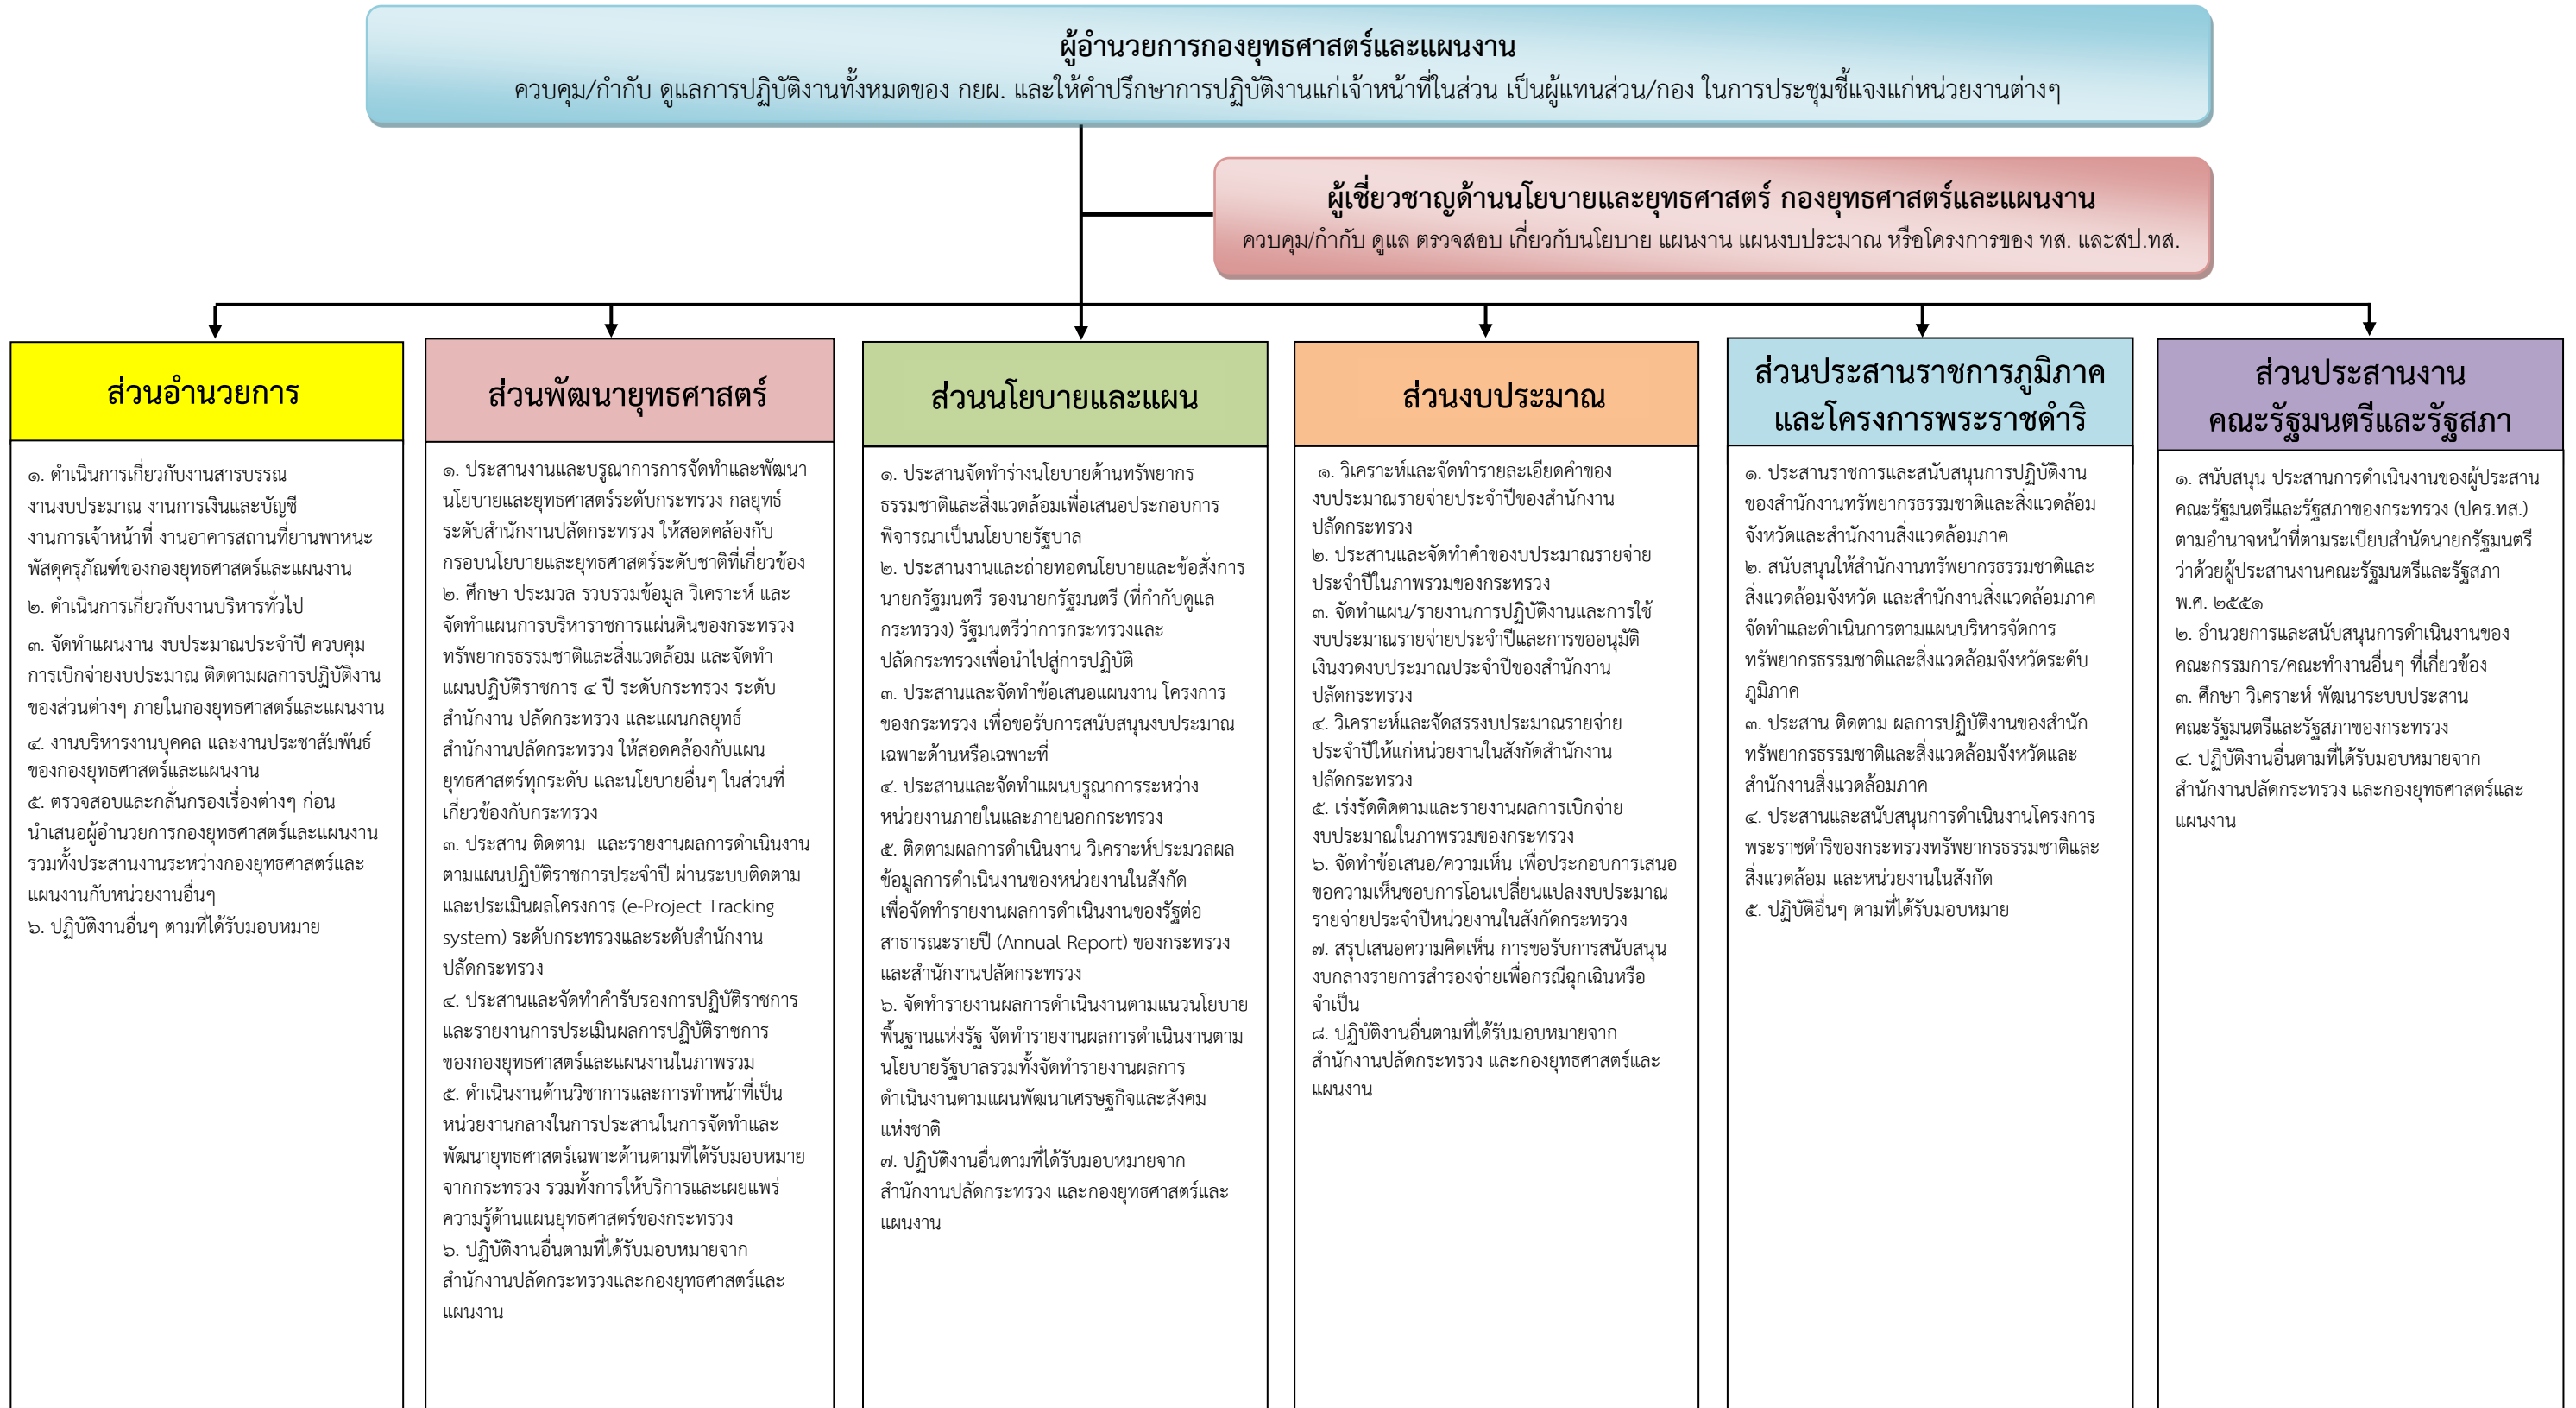 ผู้อำนวยการกองยุทธศาสตร์และแผนงาน
ควบคุม/กำกับ ดูแลการปฏิบัติงานทั้งหมดของ กยผ. และให้คำปรึกษาการปฏิบัติงานแก่เจ้าหน้าที่ในส่วน เป็นผู้แทนส่วน/กอง ในการประชุมชี้แจงแก่หน่วยงานต่างๆ
ผู้เชี่ยวชาญด้านนโยบายและยุทธศาสตร์ กองยุทธศาสตร์และแผนงาน
ควบคุม/กำกับ ดูแล ตรวจสอบ เกี่ยวกับนโยบาย แผนงาน แผนงบประมาณ หรือโครงการของ ทส. และสป.ทส.
ส่วนอำนวยการ
๑. ดำเนินการเกี่ยวกับงานสารบรรณ
งานงบประมาณ งานการเงินและบัญชี
งานการเจ้าหน้าที่ งานอาคารสถานที่ยานพาหนะ
พัสดุครุภัณฑ์ของกองยุทธศาสตร์และแผนงาน
๒. ดำเนินการเกี่ยวกับงานบริหารทั่วไป
๓. จัดทำแผนงาน งบประมาณประจำปี ควบคุม
การเบิกจ่ายงบประมาณ ติดตามผลการปฏิบัติงาน
ของส่วนต่างๆ ภายในกองยุทธศาสตร์และแผนงาน
๔. งานบริหารงานบุคคล และงานประชาสัมพันธ์
ของกองยุทธศาสตร์และแผนงาน
๕. ตรวจสอบและกลั่นกรองเรื่องต่างๆ ก่อน
นำเสนอผู้อำนวยการกองยุทธศาสตร์และแผนงาน
รวมทั้งประสานงานระหว่างกองยุทธศาสตร์และ
แผนงานกับหน่วยงานอื่นๆ
๖. ปฏิบัติงานอื่นๆ ตามที่ได้รับมอบหมาย
ส่วนพัฒนายุทธศาสตร์
๑. ประสานงานและบรูณาการการจัดทำและพัฒนา
นโยบายและยุทธศาสตร์ระดับกระทรวง กลยุทธ์
ระดับสำนักงานปลัดกระทรวง ให้สอดคล้องกับ
กรอบนโยบายและยุทธศาสตร์ระดับชาติที่เกี่ยวข้อง
๒. ศึกษา ประมวล รวบรวมข้อมูล วิเคราะห์ และ
จัดทำแผนการบริหาราชการแผ่นดินของกระทรวง
ทรัพยากรธรรมชาติและสิ่งแวดล้อม และจัดทำ
แผนปฏิบัติราชการ ๔ ปี ระดับกระทรวง ระดับ
สำนักงาน ปลัดกระทรวง และแผนกลยุทธ์
สำนักงานปลัดกระทรวง ให้สอดคล้องกับแผน
ยุทธศาสตร์ทุกระดับ และนโยบายอื่นๆ ในส่วนที่
เกี่ยวข้องกับกระทรวง
๓. ประสาน ติดตาม และรายงานผลการดำเนินงาน
ตามแผนปฏิบัติราชการประจำปี ผ่านระบบติดตาม
และประเมินผลโครงการ (e-Project Tracking
system) ระดับกระทรวงและระดับสำนักงาน
ปลัดกระทรวง
๔. ประสานและจัดทำคำรับรองการปฏิบัติราชการ
และรายงานการประเมินผลการปฏิบัติราชการ
ของกองยุทธศาสตร์และแผนงานในภาพรวม
๕. ดำเนินงานด้านวิชาการและการทำหน้าที่เป็น
หน่วยงานกลางในการประสานในการจัดทำและ
พัฒนายุทธศาสตร์เฉพาะด้านตามที่ได้รับมอบหมาย
จากกระทรวง รวมทั้งการให้บริการและเผยแพร่
ความรู้ด้านแผนยุทธศาสตร์ของกระทรวง
๖. ปฏิบัติงานอื่นตามที่ได้รับมอบหมายจาก
สำนักงานปลัดกระทรวงและกองยุทธศาสตร์และ
แผนงาน
ส่วนนโยบายและแผน
๑. ประสานจัดทำร่างนโยบายด้านทรัพยากร
ธรรมชาติและสิ่งแวดล้อมเพื่อเสนอประกอบการ
พิจารณาเป็นนโยบายรัฐบาล
๒. ประสานงานและถ่ายทอดนโยบายและข้อสั่งการ
นายกรัฐมนตรี รองนายกรัฐมนตรี (ที่กำกับดูแล
กระทรวง) รัฐมนตรีว่าการกระทรวงและ
ปลัดกระทรวงเพื่อนำไปสู่การปฏิบัติ
๓. ประสานและจัดทำข้อเสนอแผนงาน โครงการ
ของกระทรวง เพื่อขอรับการสนับสนุนงบประมาณ
เฉพาะด้านหรือเฉพาะที่
๔. ประสานและจัดทำแผนบรูณาการระหว่าง
หน่วยงานภายในและภายนอกกระทรวง
๕. ติดตามผลการดำเนินงาน วิเคราะห์ประมวลผล
ข้อมูลการดำเนินงานของหน่วยงานในสังกัด
เพื่อจัดทำรายงานผลการดำเนินงานของรัฐต่อ
สาธารณะรายปี (Annual Report) ของกระทรวง
และสำนักงานปลัดกระทรวง
๖. จัดทำรายงานผลการดำเนินงานตามแนวนโยบาย
พื้นฐานแห่งรัฐ จัดทำรายงานผลการดำเนินงานตาม
นโยบายรัฐบาลรวมทั้งจัดทำรายงานผลการ
ดำเนินงานตามแผนพัฒนาเศรษฐกิจและสังคม
แห่งชาติ
๗. ปฏิบัติงานอื่นตามที่ได้รับมอบหมายจาก
สำนักงานปลัดกระทรวง และกองยุทธศาสตร์และ
แผนงาน
ส่วนงบประมาณ
๑. วิเคราะห์และจัดทำรายละเอียดคำของ
งบประมาณรายจ่ายประจำปีของสำนักงาน
ปลัดกระทรวง
๒. ประสานและจัดทำคำของบประมาณรายจ่าย
ประจำปีในภาพรวมของกระทรวง
๓. จัดทำแผน/รายงานการปฏิบัติงานและการใช้
งบประมาณรายจ่ายประจำปีและการขออนุมัติ
เงินงวดงบประมาณประจำปีของสำนักงาน
ปลัดกระทรวง
๔. วิเคราะห์และจัดสรรงบประมาณรายจ่าย
ประจำปีให้แก่หน่วยงานในสังกัดสำนักงาน
ปลัดกระทรวง
๕. เร่งรัดติดตามและรายงานผลการเบิกจ่าย
งบประมาณในภาพรวมของกระทรวง
๖. จัดทำข้อเสนอ/ความเห็น เพื่อประกอบการเสนอ
ขอความเห็นชอบการโอนเปลี่ยนแปลงงบประมาณ
รายจ่ายประจำปีหน่วยงานในสังกัดกระทรวง
๗. สรุปเสนอความคิดเห็น การขอรับการสนับสนุน
งบกลางรายการสำรองจ่ายเพื่อกรณีฉุกเฉินหรือ
จำเป็น
๘. ปฏิบัติงานอื่นตามที่ได้รับมอบหมายจาก
สำนักงานปลัดกระทรวง และกองยุทธศาสตร์และ
แผนงาน
ส่วนประสานราชการภูมิภาค
และโครงการพระราชดำริ
๑. ประสานราชการและสนับสนุนการปฏิบัติงาน
ของสำนักงานทรัพยากรธรรมชาติและสิ่งแวดล้อม
จังหวัดและสำนักงานสิ่งแวดล้อมภาค
๒. สนับสนุนให้สำนักงานทรัพยากรธรรมชาติและ
สิ่งแวดล้อมจังหวัด และสำนักงานสิ่งแวดล้อมภาค
จัดทำและดำเนินการตามแผนบริหารจัดการ
ทรัพยากรธรรมชาติและสิ่งแวดล้อมจังหวัดระดับ
ภูมิภาค
๓. ประสาน ติดตาม ผลการปฏิบัติงานของสำนัก
ทรัพยากรธรรมชาติและสิ่งแวดล้อมจังหวัดและ
สำนักงานสิ่งแวดล้อมภาค
๔. ประสานและสนับสนุนการดำเนินงานโครงการ
พระราชดำริของกระทรวงทรัพยากรธรรมชาติและ
สิ่งแวดล้อม และหน่วยงานในสังกัด
๕. ปฏิบัติอื่นๆ ตามที่ได้รับมอบหมาย
ส่วนประสานงาน
คณะรัฐมนตรีและรัฐสภา
๑. สนับสนุน ประสานการดำเนินงานของผู้ประสาน
คณะรัฐมนตรีและรัฐสภาของกระทรวง (ปคร.ทส.)
ตามอำนาจหน้าที่ตามระเบียบสำนัดนายกรัฐมนตรี
ว่าด้วยผู้ประสานงานคณะรัฐมนตรีและรัฐสภา
พ.ศ. ๒๕๕๑
๒. อำนวยการและสนับสนุนการดำเนินงานของ
คณะกรรมการ/คณะทำงานอื่นๆ ที่เกี่ยวข้อง
๓. ศึกษา วิเคราะห์ พัฒนาระบบประสาน
คณะรัฐมนตรีและรัฐสภาของกระทรวง
๔. ปฏิบัติงานอื่นตามที่ได้รับมอบหมายจาก
สำนักงานปลัดกระทรวง และกองยุทธศาสตร์และ
แผนงาน